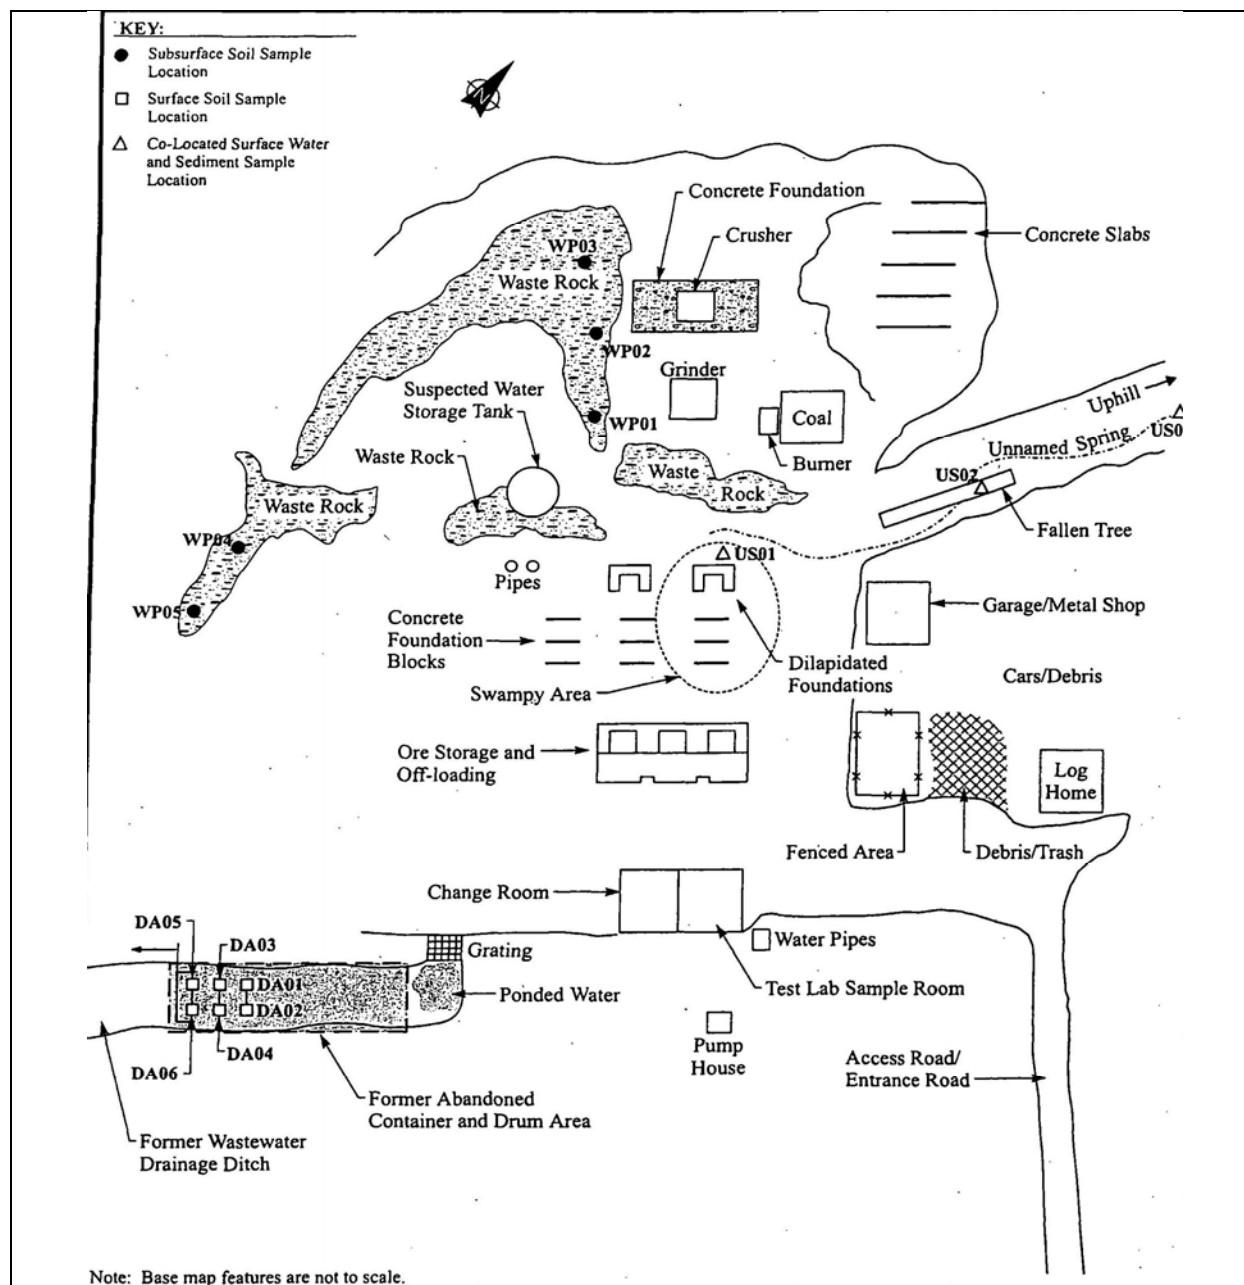 KEY:
Subsurface Soil Sample
Location
Surface Soil Sample
Location
Co-Located Surface Water
and Sediment Sample
Location
N
Concrete Foundation
Crusher
Concrete Slabs
WP03
Waste Rock
WP02
Grinder
Suspected Water
Storage Tank
WP01
Coal
Burner
Uphill
Unnamed Spring
US0
US02
Fallen Tree
Waste Rock
Waste
Rock
Waste Rock
WP04
WP05
US01
Pipes
Concrete
Foundation
Blocks
Garage/Metal Shop
Dilapidated
Foundations
Swampy Area
Cars/Debris
Ore Storage and
Off-loading
Log
Home
Fenced Area
Debris/Trash
Change Room
Water Pipes
Test Lab Sample Room
DA05
DA03
Grating
DA01
DA02
Ponded Water
DA04
DA06
Pump
House
Access Road/
Entrance Road
Former Abandoned
Container and Drum Area
Former Wastewater
Drainage Ditch
Note: Base map features are not to scale.